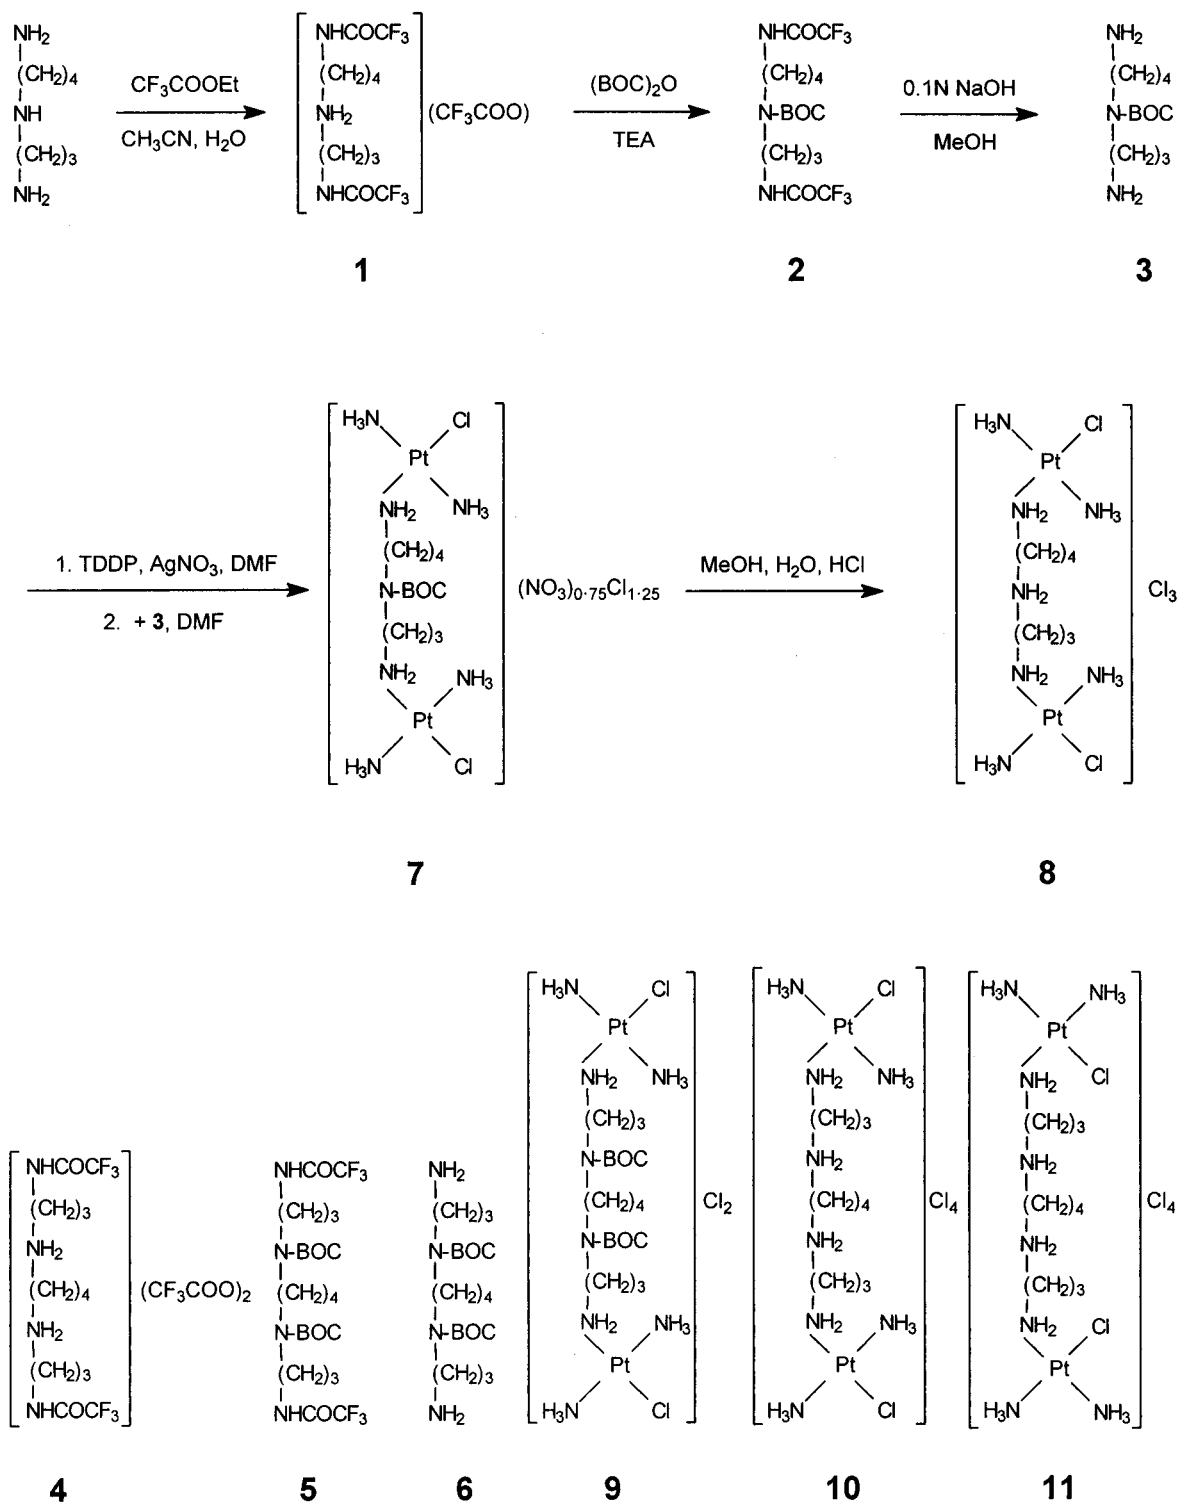 NH2
(CH2)4
NH
(CH2)3
NH2
CF3COOEt
CH3CN, H2O
NHCOCF3
(CH2)4
NH2
(CH2)3
NHCOCF3
(CF3COO)
1
(BOC)2O
TEA
NHCOCF3
(CH2)4
N-BOC
(CH2)3
NHCOCF3
2
0.1N NaOH
MeOH
NH2
(CH2)4
N-BOC
(CH2)3
NH2
3
1. TDDP, AgNO3, DMF
2. + 3, DMF
H3N Cl
Pt
NH2 NH3
(CH2)4
N-BOC
(CH2)3
NH2 NH3
Pt
H3N Cl
(NO3)0·75Cl1·25
7
MeOH, H2O, HCl
H3N Cl
Pt
NH2 NH3
(CH2)4
NH2
(CH2)3
NH2 NH3
Pt
H3N Cl
Cl3
8
NHCOCF3
(CH2)3
NH2
(CH2)4
NH2
(CH2)3
NHCOCF3
(CF3COO)2
4
NHCOCF3
(CH2)3
N-BOC
(CH2)4
N-BOC
(CH2)3
NHCOCF3
5
NH2
(CH2)3
N-BOC
(CH2)4
N-BOC
(CH2)3
NH2
6
H3N Cl
Pt
NH2 NH3
(CH2)3
N-BOC
(CH2)4
N-BOC
(CH2)3
NH2 NH3
Pt
H3N Cl
Cl2
9
H3N Cl
Pt
NH2 NH3
(CH2)3
NH2
(CH2)4
NH2
(CH2)3
NH2 NH3
Pt
H3N Cl
Cl4
10
H3N NH3
Pt
NH2 Cl
(CH2)3
NH2
(CH2)4
NH2
(CH2)3
NH2 Cl
Pt
H3N NH3
Cl4
11